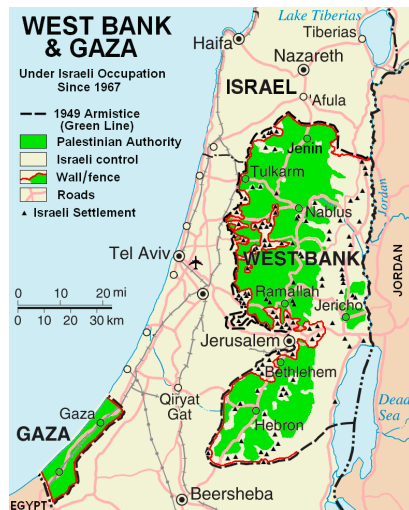 WEST BANK
& GAZA
Under Israeli Occupation
Since 1967
1949 Armistice
(Green Line)
Palestinian Authority
Israeli control
Wall/fence
Roads
Israeli Settlement
Lake Tiberias
Tiberias
Haifa
Nazareth
ISRAEL
'Afula
Jenin
Tulkarm
Nablus
Jordan
Tel Aviv
WEST BANK
JORDAN
0 10 20 mi
0 10 20 30 km
Ramallah
Jericho
Jerusalem
Bethlehem
Dead
Sea
Qiryat
Gat
Gaza
Hebron
GAZA
EGYPT
Beersheba